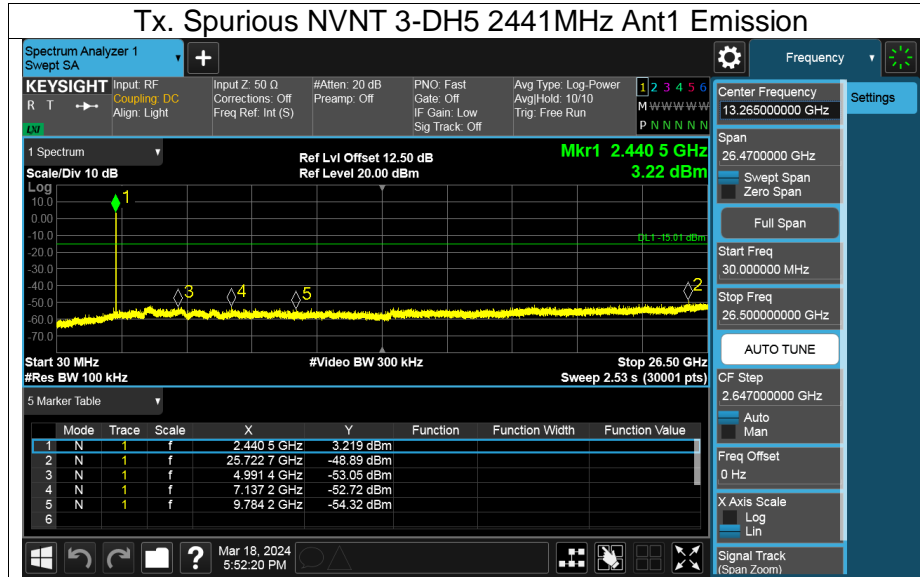 Tx. Spurious NVNT 3-DH5 2441MHz Ant1 Emission
Spectrum Analyzer 1
Swept SA
+
Frequency
Settings
KEYSIGHT
R T
LXI
Input: RF
Coupling: DC
Align: Light
Input Z: 50 Ω
Corrections: Off
Freq Ref: Int (S)
#Atten: 20 dB
Preamp: Off
PNO: Fast
Gate: Off
IF Gain: Low
Sig Track: Off
Avg Type: Log-Power
Avg|Hold: 10/10
Trig: Free Run
1 2 3 4 5 6
M W W W W W
P N N N N N
1 Spectrum
Scale/Div 10 dB
Ref Lvl Offset 12.50 dB
Ref Level 20.00 dBm
Mkr1 2.440 5 GHz
3.22 dBm
Log
10.0
0.00
-10.0
-20.0
-30.0
-40.0
-50.0
-60.0
-70.0
1
DL1 -15.01 dBm
2
3
4
5
Start 30 MHz
#Video BW 300 kHz
Stop 26.50 GHz
#Res BW 100 kHz
Sweep 2.53 s (30001 pts)
5 Marker Table
Mode Trace Scale X Y Function Function Width Function Value
1 N 1 f 2.440 5 GHz 3.219 dBm
2 N 1 f 25.722 7 GHz -48.89 dBm
3 N 1 f 4.991 4 GHz -53.05 dBm
4 N 1 f 7.137 2 GHz -52.72 dBm
5 N 1 f 9.784 2 GHz -54.32 dBm
6
Center Frequency
13.265000000 GHz
Span
26.4700000 GHz
Swept Span
Zero Span
Full Span
Start Freq
30.000000 MHz
Stop Freq
26.500000 GHz
AUTO TUNE
CF Step
2.647000000 GHz
Auto
Man
Freq Offset
0 Hz
X Axis Scale
Log
Lin
Signal Track
(Span Zoom)
?
Mar 18, 2024
5:52:20 PM